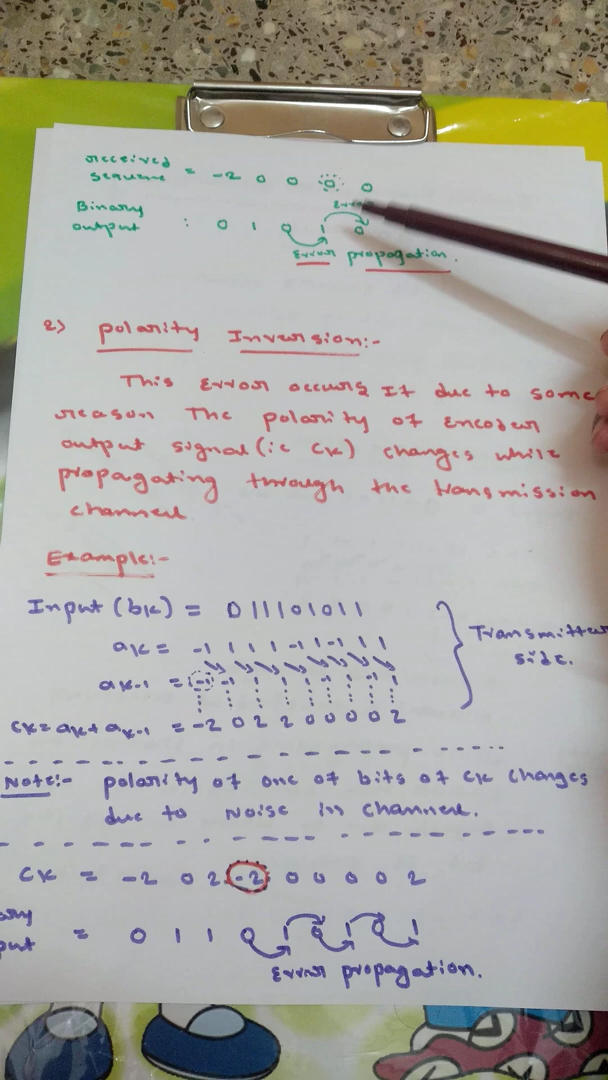 received
sequence = -2 0 0 0 0
Binary
output : 0 1 0 1 0
Error propagation.
2) polarity Inversion:-
This Error occurs If due to some
reason The polarity of encoder
output signal (ie CK) changes while
propagating through the transmission
channel
Example:-
Input (bk) = 0 1 1 1 0 1 0 1 1
ak = -1 1 1 1 -1 1 -1 1 1
Transmitter
side.
ak-1 = -1 -1 1 1 1 -1 1 -1 1
CK = ak + ak-1 = -2 0 2 2 0 0 0 0 2
Note:- polarity of one of bits of CK changes
due to Noise in channel.
CK = -2 0 2 -2 0 0 0 0 2
= 0 1 1 0 1 0 1 0 1
Error propagation.